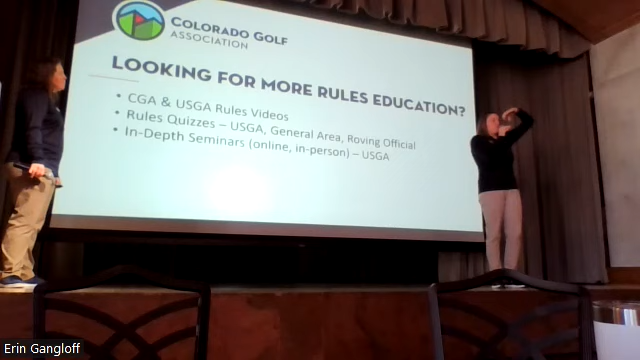 COLORADO GOLF
ASSOCIATION
LOOKING FOR MORE RULES EDUCATION?
• CGA & USGA Rules Videos
• Rules Quizzes – USGA, General Area, Roving Official
• In-Depth Seminars (online, in-person) – USGA
Erin Gangloff